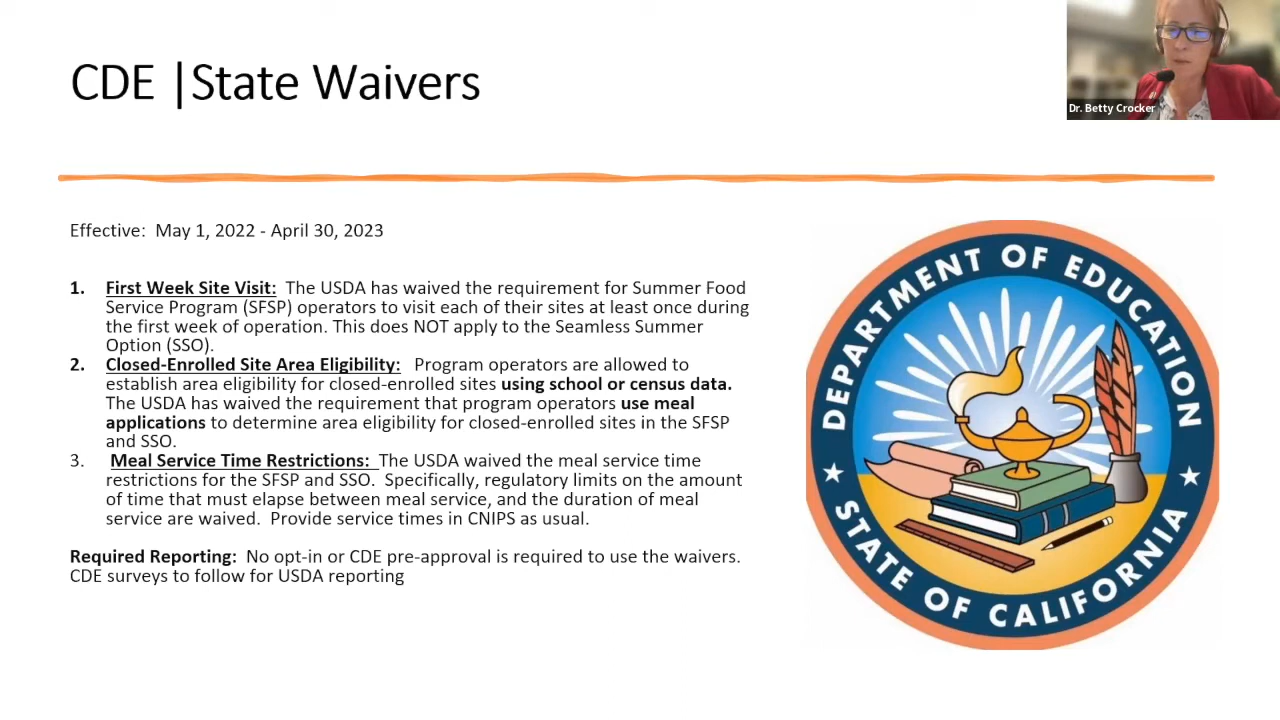 CDE |State Waivers
Dr. Betty Crocker
Effective:  May 1, 2022 - April 30, 2023
1. First Week Site Visit:  The USDA has waived the requirement for Summer Food
Service Program (SFSP) operators to visit each of their sites at least once during
the first week of operation. This does NOT apply to the Seamless Summer
Option (SSO).
2. Closed-Enrolled Site Area Eligibility:   Program operators are allowed to
establish area eligibility for closed-enrolled sites using school or census data.
The USDA has waived the requirement that program operators use meal
applications to determine area eligibility for closed-enrolled sites in the SFSP
and SSO.
3. Meal Service Time Restrictions:  The USDA waived the meal service time
restrictions for the SFSP and SSO.  Specifically, regulatory limits on the amount
of time that must elapse between meal service, and the duration of meal
service are waived.  Provide service times in CNIPS as usual.
Required Reporting:  No opt-in or CDE pre-approval is required to use the waivers.
CDE surveys to follow for USDA reporting
DEPARTMENT OF EDUCATION
STATE OF CALIFORNIA